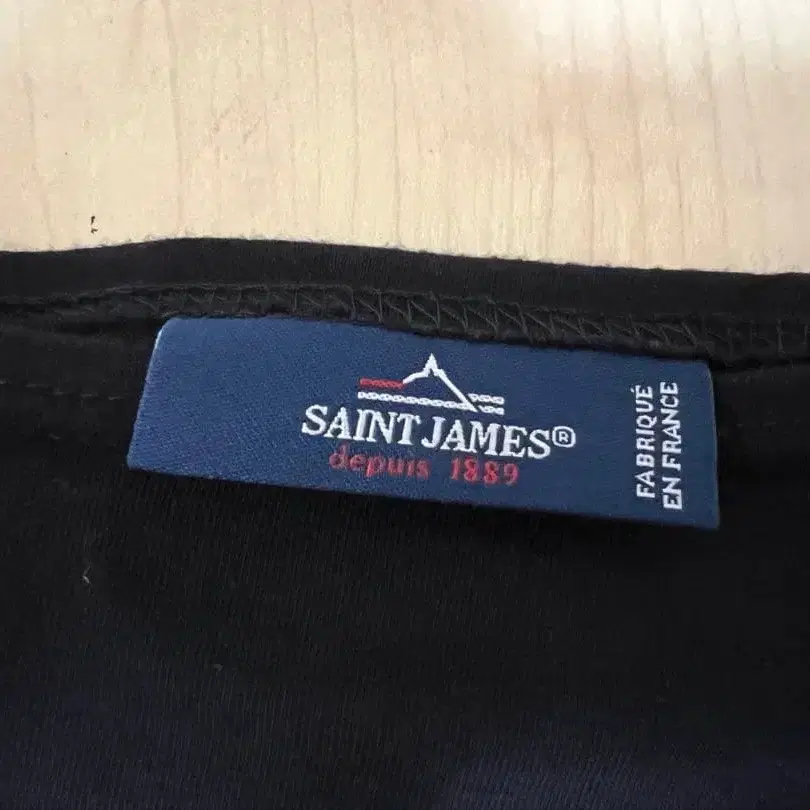 SAINT JAMES®
depuis 1889
FABRIQUÉ
EN FRANCE